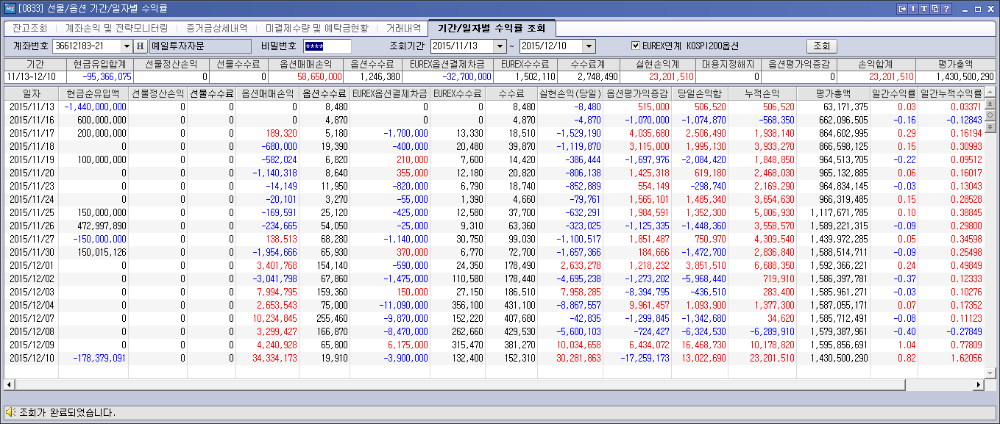 [0833] 선물/옵션 기간/일자별 수익률
잔고조회 계좌손익 및 전략모니터링 증거금상세내역 미결제수량 및 예탁금현황 거래내역 기간/일자별 수익률 조회
계좌번호 36612183-21 H 예일투자자문 비밀번호 **** 조회기간 2015/11/13 ~ 2015/12/10 EUREX연계 KOSPI200옵션 조회
기간 현금유입합계 선물정산손익 선물수수료 옵션매매손익 옵션수수료 EUREX옵션결제차금 EUREX수수료 수수료계 실현손익계 대용지정해지 옵션평가익증감 손익합계 평가총액
11/13~12/10 -95,366,075 0 0 58,650,000 1,246,380 -32,700,000 1,502,110 2,748,490 23,201,510 0 0 23,201,510 1,430,500,290
일자 현금순유입액 선물정산손익 선물수수료 옵션매매손익 옵션수수료 EUREX옵션결제차금 EUREX수수료 수수료 실현손익(당일) 옵션평가익증감 당일손익합 누적손익 평가총액 일간수익률 일간누적수익률
2015/11/13 -1,440,000,000 0 0 0 8,480 0 0 8,480 -8,480 515,000 506,520 506,520 63,171,375 0.03 0.03371
2015/11/16 600,000,000 0 0 0 4,870 0 0 4,870 -4,870 -1,070,000 -1,074,870 -568,350 662,096,505 -0.16 -0.12843
2015/11/17 200,000,000 0 0 189,320 5,180 -1,700,000 13,330 18,510 -1,529,190 4,035,680 2,506,490 1,938,140 864,602,995 0.29 0.16194
2015/11/18 0 0 0 -680,000 19,390 -400,000 20,480 39,870 -1,119,870 3,115,000 1,995,130 3,933,270 866,598,125 0.15 0.30993
2015/11/19 100,000,000 0 0 -582,024 6,820 210,000 7,600 14,420 -386,444 -1,697,976 -2,084,420 1,848,850 964,513,705 -0.22 0.09512
2015/11/20 0 0 0 -1,140,318 8,640 355,000 12,180 20,820 -806,138 1,425,318 619,180 2,468,030 965,132,885 0.06 0.16017
2015/11/23 0 0 0 -14,149 11,950 -820,000 6,790 18,740 -852,889 554,149 -298,740 2,169,290 964,834,145 -0.03 0.13043
2015/11/24 0 0 0 -20,101 3,270 -55,000 1,390 4,660 -79,761 1,565,101 1,485,340 3,654,630 966,319,485 0.15 0.28528
2015/11/25 150,000,000 0 0 -169,591 25,120 -425,000 12,580 37,700 -632,291 1,984,591 1,352,300 5,006,930 1,117,671,785 0.10 0.38845
2015/11/26 472,997,890 0 0 -234,665 54,050 -25,000 9,310 63,360 -323,025 -1,125,335 -1,448,360 3,558,570 1,589,221,315 -0.09 0.29800
2015/11/27 -150,000,000 0 0 138,513 68,280 -1,140,000 30,750 99,030 -1,100,517 1,851,487 750,970 4,309,540 1,439,972,285 0.05 0.34598
2015/11/30 150,015,126 0 0 -1,954,666 65,930 370,000 6,770 72,700 -1,657,366 184,666 -1,472,700 2,836,840 1,588,514,711 -0.09 0.25498
2015/12/01 0 0 0 3,401,768 154,140 -590,000 24,350 178,490 2,633,278 1,218,232 3,851,510 6,688,350 1,592,366,221 0.24 0.49849
2015/12/02 0 0 0 -3,041,798 67,860 -1,475,000 110,580 178,440 -4,695,238 -1,273,202 -5,968,440 719,910 1,586,397,781 -0.37 0.12333
2015/12/03 0 0 0 7,994,795 159,360 150,000 27,150 186,510 7,958,285 -8,394,795 -436,510 283,400 1,585,961,271 -0.03 0.10276
2015/12/04 0 0 0 2,653,543 75,000 -11,090,000 356,100 431,100 -8,867,557 9,961,457 1,093,900 1,377,300 1,587,055,171 0.07 0.17352
2015/12/07 0 0 0 10,234,845 255,460 -9,870,000 152,220 407,680 -42,835 -1,299,845 -1,342,680 34,620 1,585,712,491 -0.08 0.11123
2015/12/08 0 0 0 3,299,427 166,870 -8,470,000 262,660 429,530 -5,600,103 -724,427 -6,324,530 -6,289,910 1,579,387,961 -0.40 -0.27849
2015/12/09 0 0 0 4,240,928 65,800 6,175,000 315,470 381,270 10,034,658 6,434,072 16,468,730 10,178,820 1,595,856,691 1.04 0.77809
2015/12/10 -178,379,091 0 0 34,334,173 19,910 -3,900,000 132,400 152,310 30,281,863 -17,259,173 13,022,690 23,201,510 1,430,500,290 0.82 1.62056
조회가 완료되었습니다.